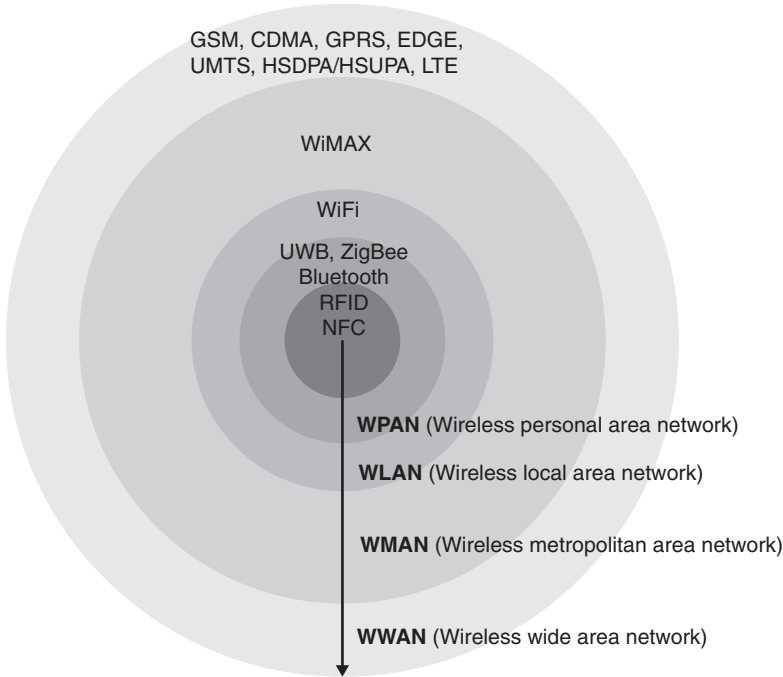 GSM, CDMA, GPRS, EDGE,
UMTS, HSDPA/HSUPA, LTE
WiMAX
WiFi
UWB, ZigBee
Bluetooth
RFID
NFC
WPAN (Wireless personal area network)
WLAN (Wireless local area network)
WMAN (Wireless metropolitan area network)
WWAN (Wireless wide area network)